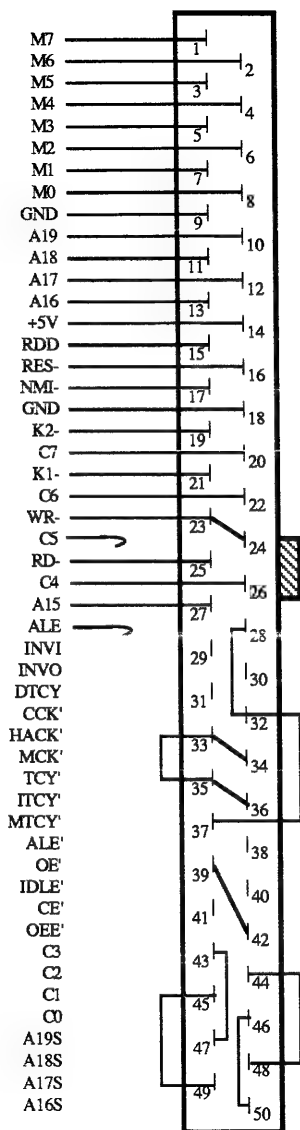 M7 1
M6 2
M5 3
M4 4
M3 5
M2 6
M1 7
M0 8
GND 9
A19 10
A18 11
A17 12
A16 13
+5V 14
RDD 15
RES- 16
NMI- 17
GND 18
K2- 19
C7 20
K1- 21
C6 22
WR- 23
C5 24
RD- 25
C4 26
A15 27
ALE 28
INVI 29
INVO 30
DTCY 31
CCK' 32
HACK' 33
MCK' 34
TCY' 35
ITCY' 36
MTCY' 37
ALE' 38
OE' 39
IDLE' 40
CE' 41
OEE' 42
C3 43
C2 44
C1 45
C0 46
A19S 47
A18S 48
A17S 49
A16S 50